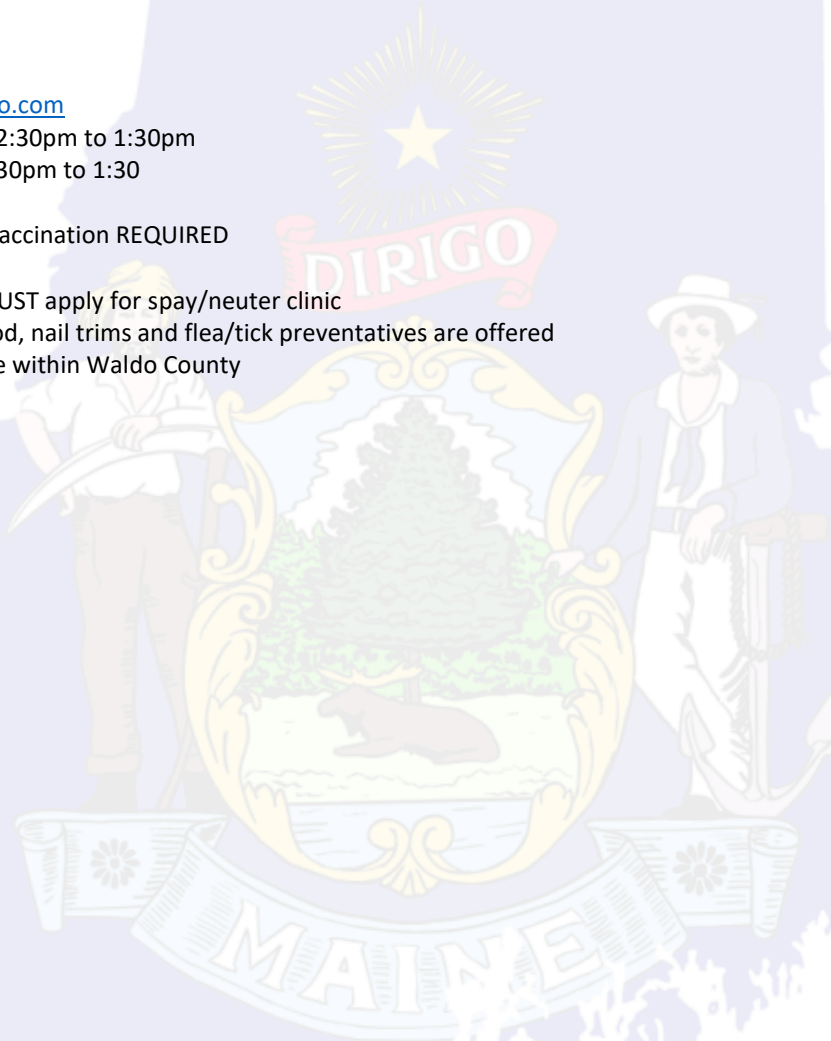 o.com
2:30pm to 1:30pm
30pm to 1:30
accination REQUIRED
UST apply for spay/neuter clinic
od, nail trims and flea/tick preventatives are offered
e within Waldo County
DIRIGO
MAINE